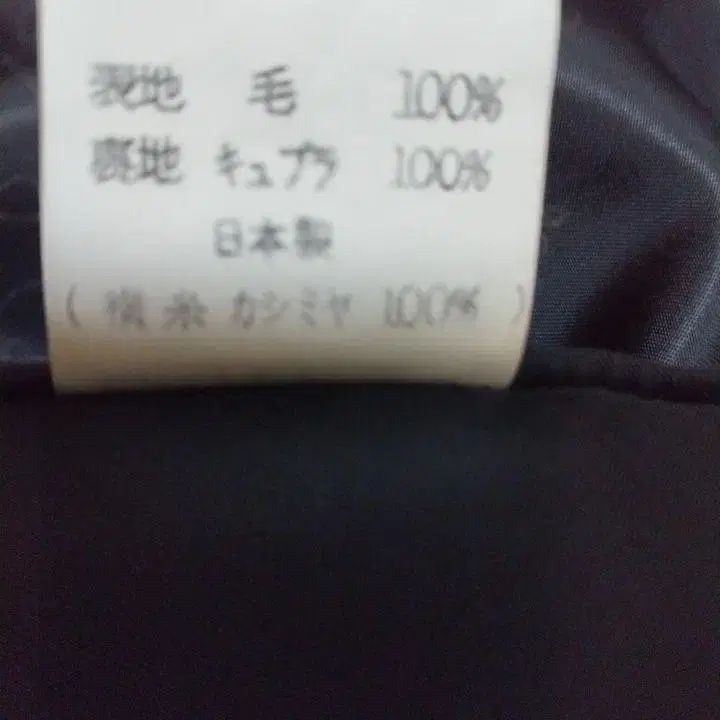 表地 毛 100%
裏地 キュプラ 100%
日本製
( 横糸 カシミヤ 100% )